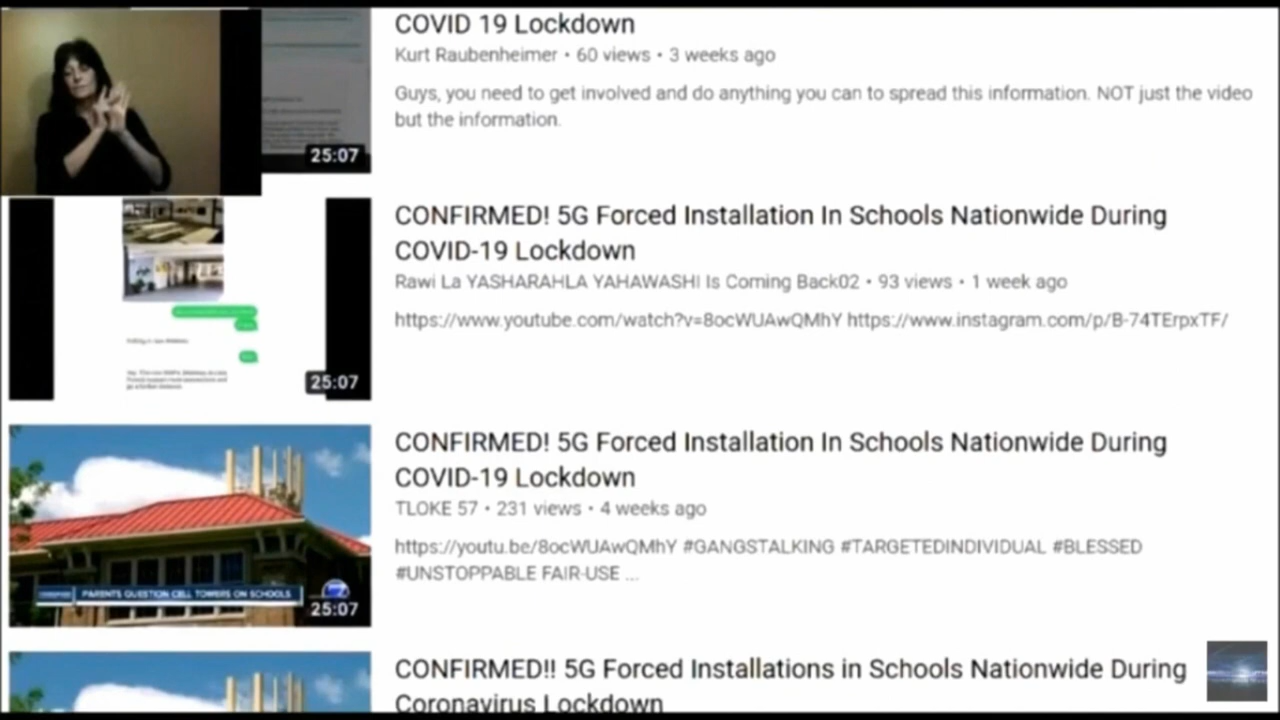 COVID 19 Lockdown
Kurt Raubenheimer • 60 views • 3 weeks ago
Guys, you need to get involved and do anything you can to spread this information. NOT just the video
but the information.
25:07
CONFIRMED! 5G Forced Installation In Schools Nationwide During
COVID-19 Lockdown
Rawi La YASHARAHLA YAHAWASHI Is Coming Back02 • 93 views • 1 week ago
https://www.youtube.com/watch?v=8ocWUAwQMhY https://www.instagram.com/p/B-74TErpxTF/
25:07
CONFIRMED! 5G Forced Installation In Schools Nationwide During
COVID-19 Lockdown
TLOKE 57 • 231 views • 4 weeks ago
https://youtu.be/8ocWUAwQMhY #GANGSTALKING #TARGETEDINDIVIDUAL #BLESSED
#UNSTOPPABLE FAIR-USE ...
PARENTS QUESTION CELL TOWERS ON SCHOOLS
25:07
CONFIRMED!! 5G Forced Installations in Schools Nationwide During
Coronavirus Lockdown